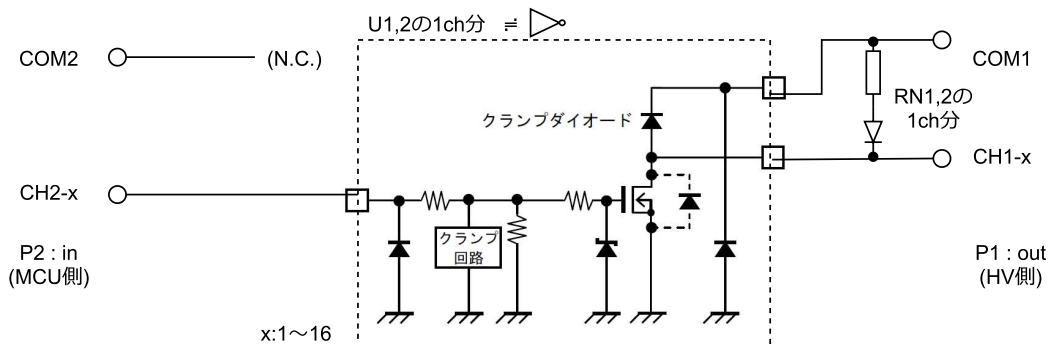 U1,2の1ch分 ≒
COM2
(N.C.)
COM1
RN1,2の
1ch分
クランプダイオード
CH1-x
CH2-x
クランプ
回路
P2 : in
(MCU側)
P1 : out
(HV側)
x:1〜16